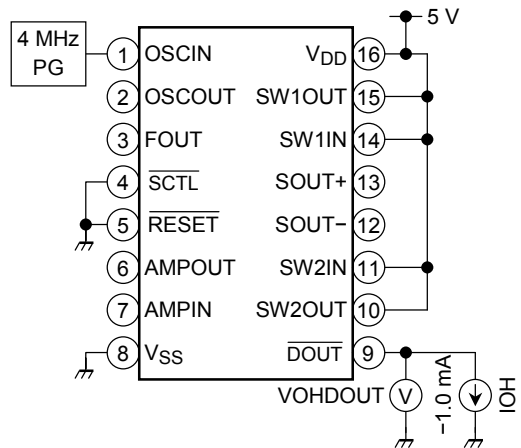 4 MHz
PG
5 V
1 OSCIN
2 OSCOUT
3 FOUT
4 SCTL
5 RESET
6 AMPOUT
7 AMPIN
8 VSS
VDD 16
SW1OUT 15
SW1IN 14
SOUT+ 13
SOUT− 12
SW2IN 11
SW2OUT 10
DOUT 9
VOHDOUT
V
−1.0 mA
IOH